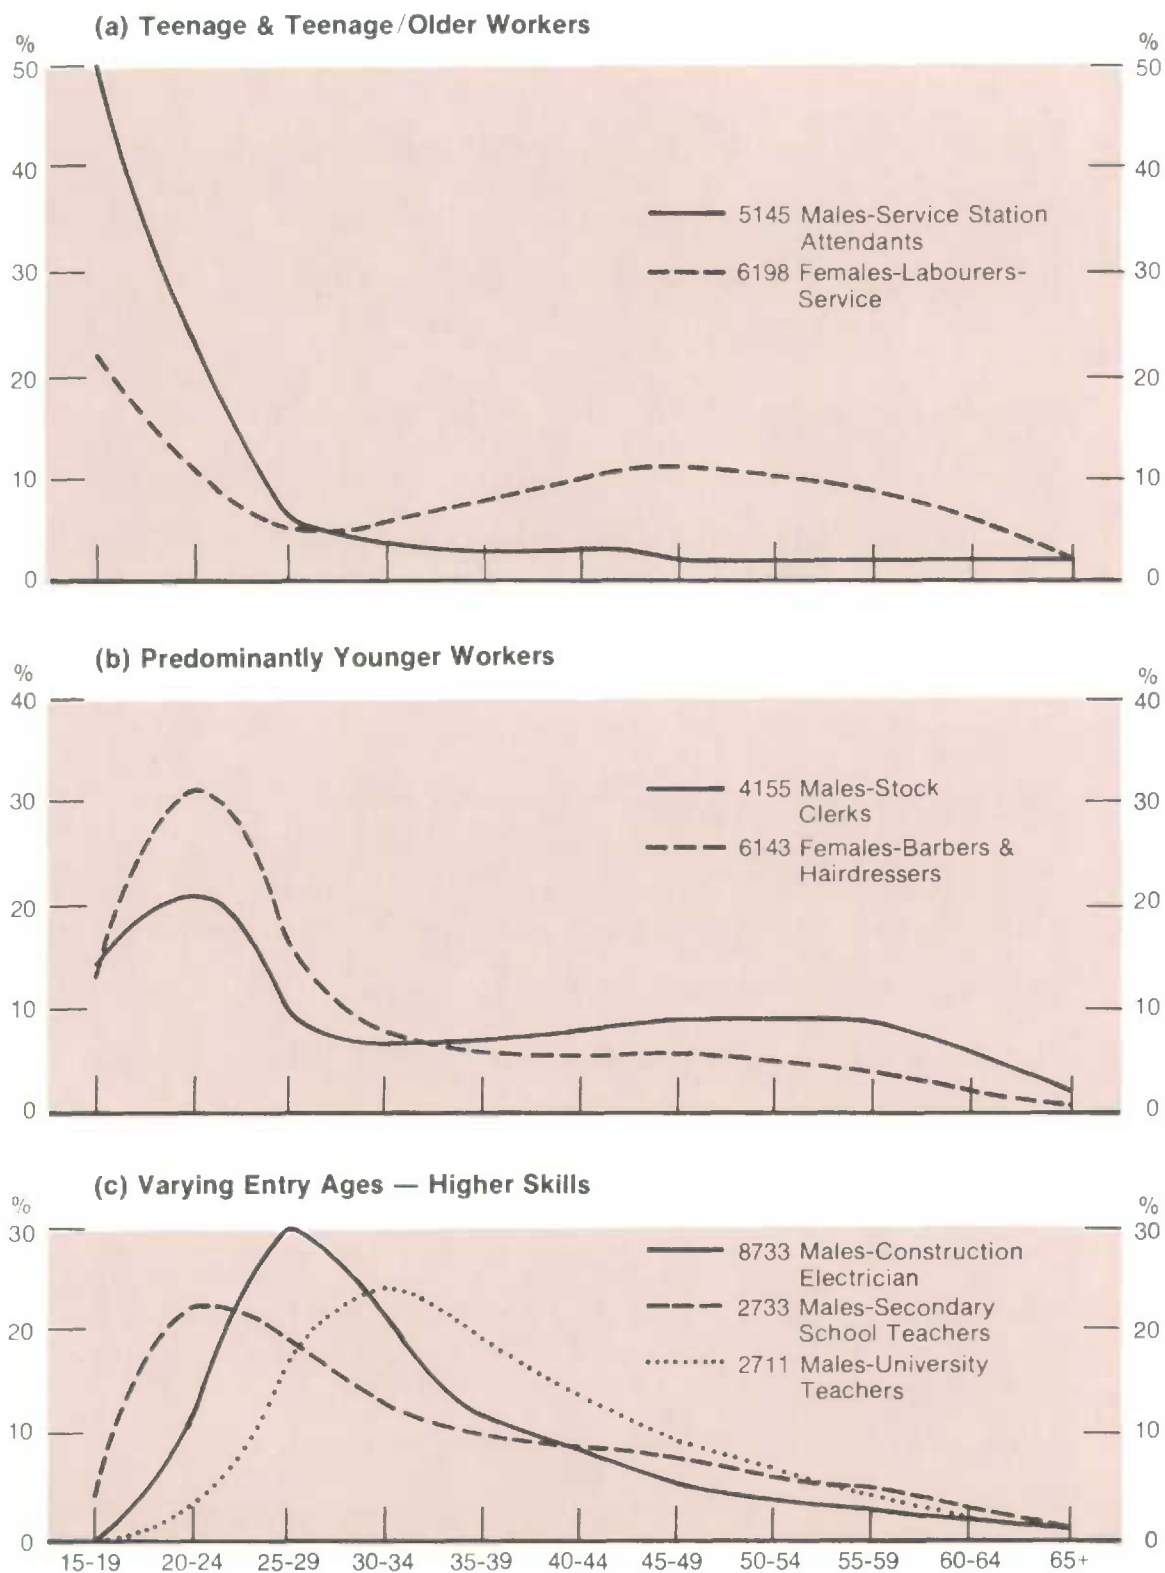 (a) Teenage & Teenage/Older Workers
% %
50 50
40 40
5145 Males-Service Station
Attendants
30 6198 Females-Labourers- 30
Service
20 20
10 10
0 0
(b) Predominantly Younger Workers
% %
40 40
4155 Males-Stock
30 Clerks 30
6143 Females-Barbers &
Hairdressers
20 20
10 10
0 0
(c) Varying Entry Ages — Higher Skills
% %
30 30
8733 Males-Construction
Electrician
2733 Males-Secondary
20 School Teachers 20
2711 Males-University
Teachers
10 10
0 0
15-19 20-24 25-29 30-34 35-39 40-44 45-49 50-54 55-59 60-64 65+